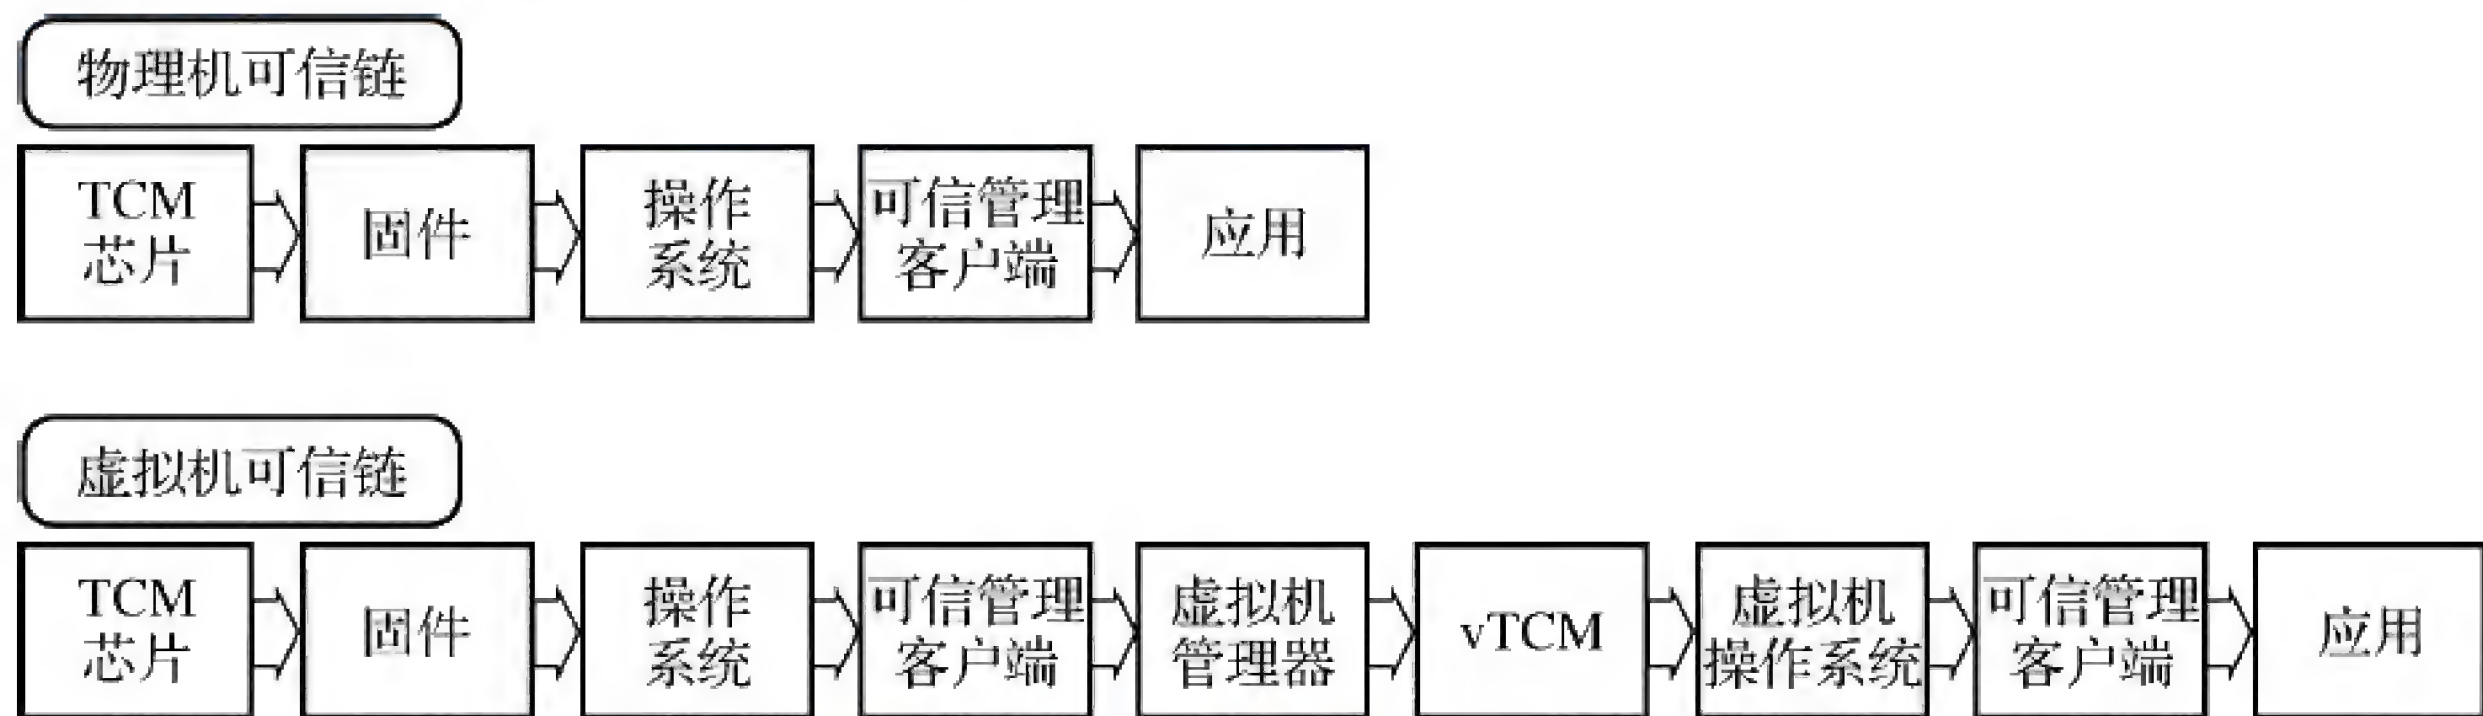 物理机可信链
TCM
芯片
固件
操作
系统
可信管理
客户端
应用
虚拟机可信链
TCM
芯片
固件
操作
系统
可信管理
客户端
虚拟机
管理器
vTCM
虚拟机
操作系统
可信管理
客户端
应用